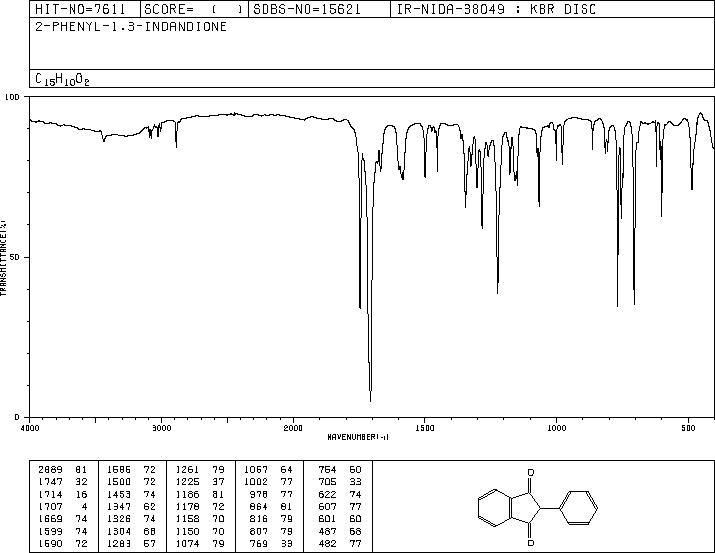 HIT-NO=7611 SCORE= ( ) SDBS-NO=15621 IR-NIDA-38049 : KBR DISC
2-PHENYL-1,3-INDANDIONE
C15H10O2
100
50
0
TRANSMITTANCE(%)
4000 3000 2000 1500 1000 500
WAVENUMBER(-1)
2889 81 1586 72 1261 79 1067 64 764 60
1747 32 1500 72 1225 37 1002 77 705 33
1714 16 1453 74 1186 81 978 77 622 74
1707 4 1347 62 1178 72 864 81 607 77
1669 74 1326 74 1158 70 816 79 601 60
1599 74 1304 68 1150 70 807 79 487 68
1590 72 1283 57 1074 79 769 33 482 77
O
O